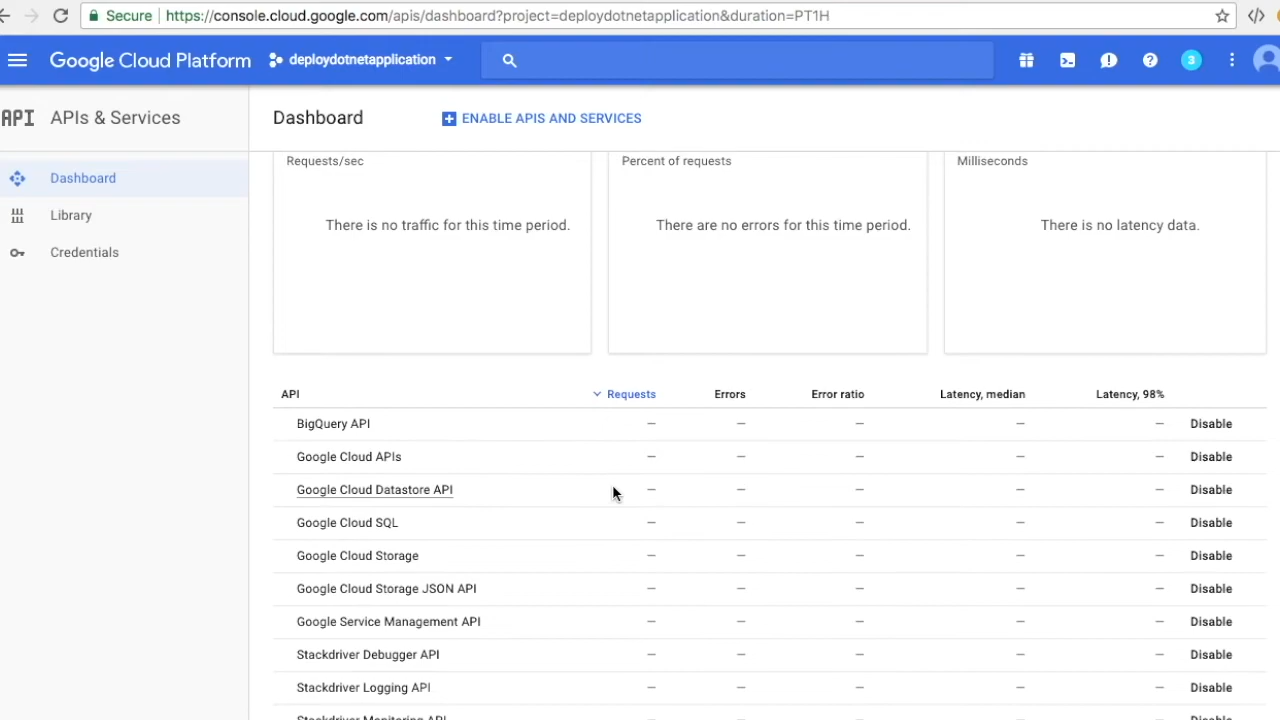 Secure https://console.cloud.google.com/apis/dashboard?project=deploydotnetapplication&duration=PT1H
Google Cloud Platform deploydotnetapplication 3
API APIs & Services Dashboard ENABLE APIS AND SERVICES
Dashboard
Library
Credentials
Requests/sec Percent of requests Milliseconds
There is no traffic for this time period. There are no errors for this time period. There is no latency data.
API Requests Errors Error ratio Latency, median Latency, 98%
BigQuery API — — — — — Disable
Google Cloud APIs — — — — — Disable
Google Cloud Datastore API — — — — — Disable
Google Cloud SQL — — — — — Disable
Google Cloud Storage — — — — — Disable
Google Cloud Storage JSON API — — — — — Disable
Google Service Management API — — — — — Disable
Stackdriver Debugger API — — — — — Disable
Stackdriver Logging API — — — — — Disable
Stackdriver Monitoring API